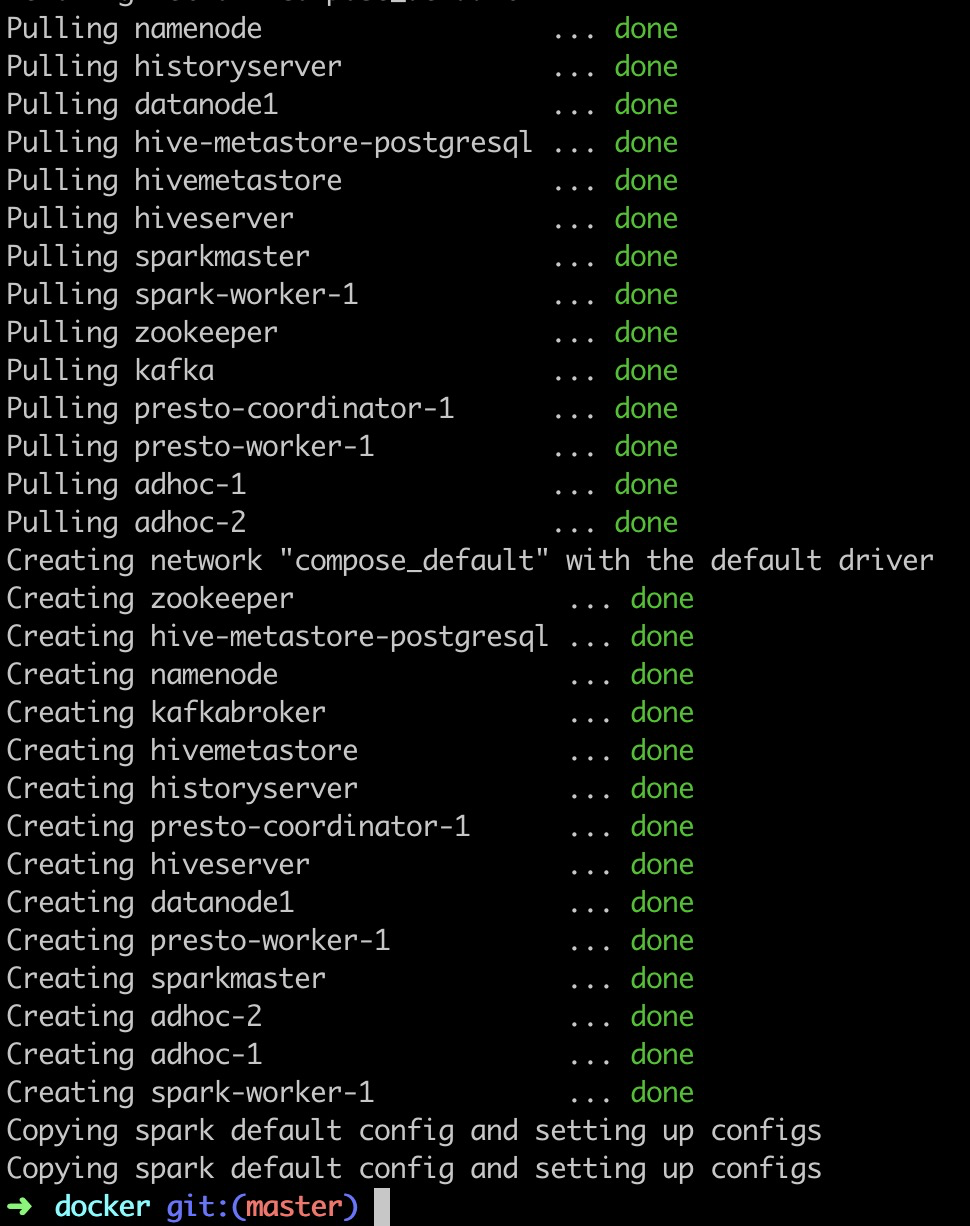 Pulling namenode ... done
Pulling historyserver ... done
Pulling datanode1 ... done
Pulling hive-metastore-postgresql ... done
Pulling hivemetastore ... done
Pulling hiveserver ... done
Pulling sparkmaster ... done
Pulling spark-worker-1 ... done
Pulling zookeeper ... done
Pulling kafka ... done
Pulling presto-coordinator-1 ... done
Pulling presto-worker-1 ... done
Pulling adhoc-1 ... done
Pulling adhoc-2 ... done
Creating network "compose_default" with the default driver
Creating zookeeper ... done
Creating hive-metastore-postgresql ... done
Creating namenode ... done
Creating kafkabroker ... done
Creating hivemetastore ... done
Creating historyserver ... done
Creating presto-coordinator-1 ... done
Creating hiveserver ... done
Creating datanode1 ... done
Creating presto-worker-1 ... done
Creating sparkmaster ... done
Creating adhoc-2 ... done
Creating adhoc-1 ... done
Creating spark-worker-1 ... done
Copying spark default config and setting up configs
Copying spark default config and setting up configs
➜ docker git:(master)